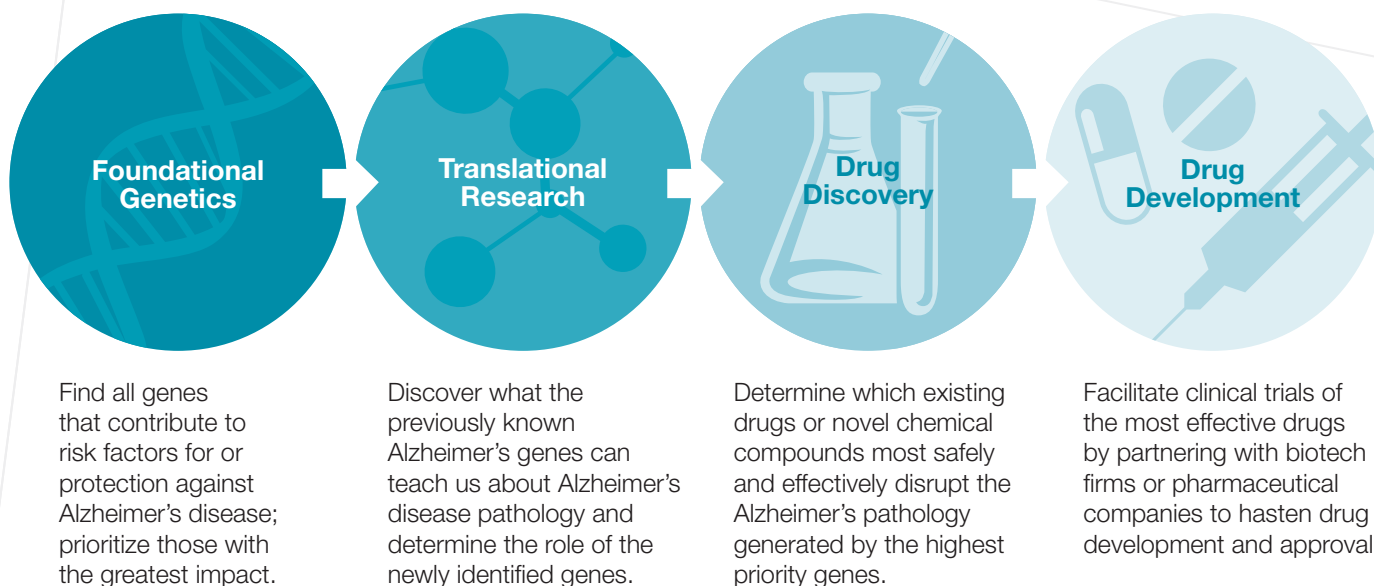 Foundational
Genetics
Translational
Research
Drug
Discovery
Drug
Development
Find all genes
that contribute to
risk factors for or
protection against
Alzheimer’s disease;
prioritize those with
the greatest impact.
Discover what the
previously known
Alzheimer’s genes can
teach us about Alzheimer’s
disease pathology and
determine the role of the
newly identified genes.
Determine which existing
drugs or novel chemical
compounds most safely
and effectively disrupt the
Alzheimer’s pathology
generated by the highest
priority genes.
Facilitate clinical trials of
the most effective drugs
by partnering with biotech
firms or pharmaceutical
companies to hasten drug
development and approval